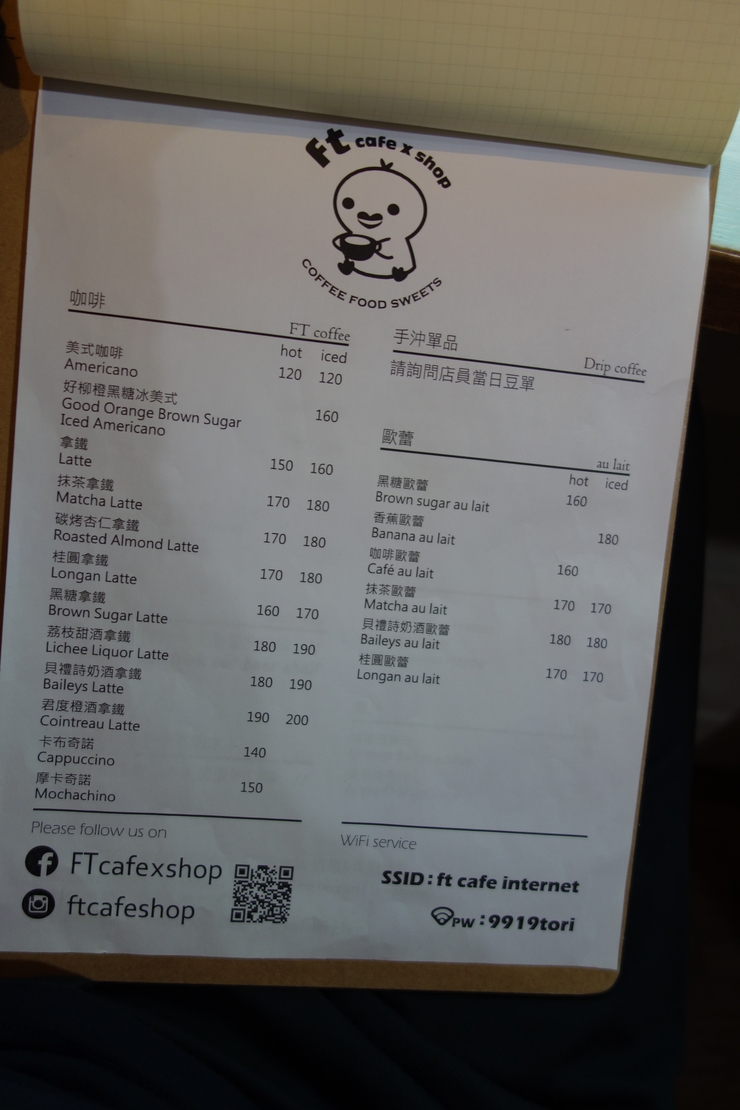 Ft cafe x shop
COFFEE FOOD SWEETS
咖啡
FT coffee
hot iced
美式咖啡
Americano 120 120
好柳橙黑糖冰美式
Good Orange Brown Sugar 160
Iced Americano
拿鐵
Latte 150 160
抹茶拿鐵
Matcha Latte 170 180
碳烤杏仁拿鐵
Roasted Almond Latte 170 180
桂圓拿鐵
Longan Latte 170 180
黑糖拿鐵
Brown Sugar Latte 160 170
荔枝甜酒拿鐵
Lichee Liquor Latte 180 190
貝禮詩奶酒拿鐵
Baileys Latte 180 190
君度橙酒拿鐵
Cointreau Latte 190 200
卡布奇諾
Cappuccino 140
摩卡奇諾
Mochachino 150
手沖單品
Drip coffee
請詢問店員當日豆單
歐蕾
au lait
hot iced
黑糖歐蕾
Brown sugar au lait 160
香蕉歐蕾
Banana au lait 180
咖啡歐蕾
Café au lait 160
抹茶歐蕾
Matcha au lait 170 170
貝禮詩奶酒歐蕾
Baileys au lait 180 180
桂圓歐蕾
Longan au lait 170 170
Please follow us on
FTcafexshop
ftcafeshop
WiFi service
SSID:ft cafe internet
PW:9919tori